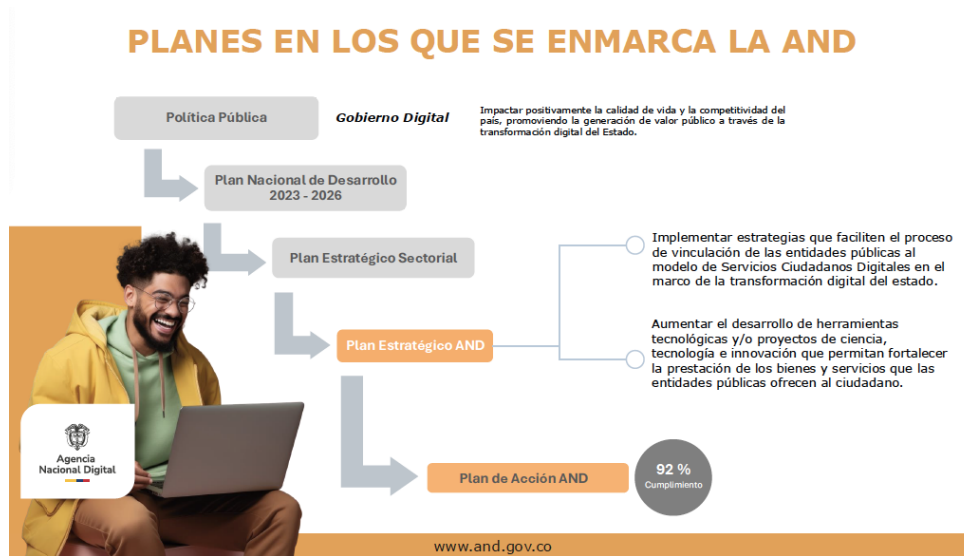 PLANES EN LOS QUE SE ENMARCA LA AND
Política Pública
Gobierno Digital
Impactar positivamente la calidad de vida y la competitividad del
país, promoviendo la generación de valor público a través de la
transformación digital del Estado.
Plan Nacional de Desarrollo
2023 - 2026
Plan Estratégico Sectorial
Implementar estrategias que faciliten el proceso
de vinculación de las entidades públicas al
modelo de Servicios Ciudadanos Digitales en el
marco de la transformación digital del estado.
Plan Estratégico AND
Aumentar el desarrollo de herramientas
tecnológicas y/o proyectos de ciencia,
tecnología e innovación que permitan fortalecer
la prestación de los bienes y servicios que las
entidades públicas ofrecen al ciudadano.
Agencia
Nacional Digital
Plan de Acción AND
92 %
Cumplimiento
www.and.gov.co